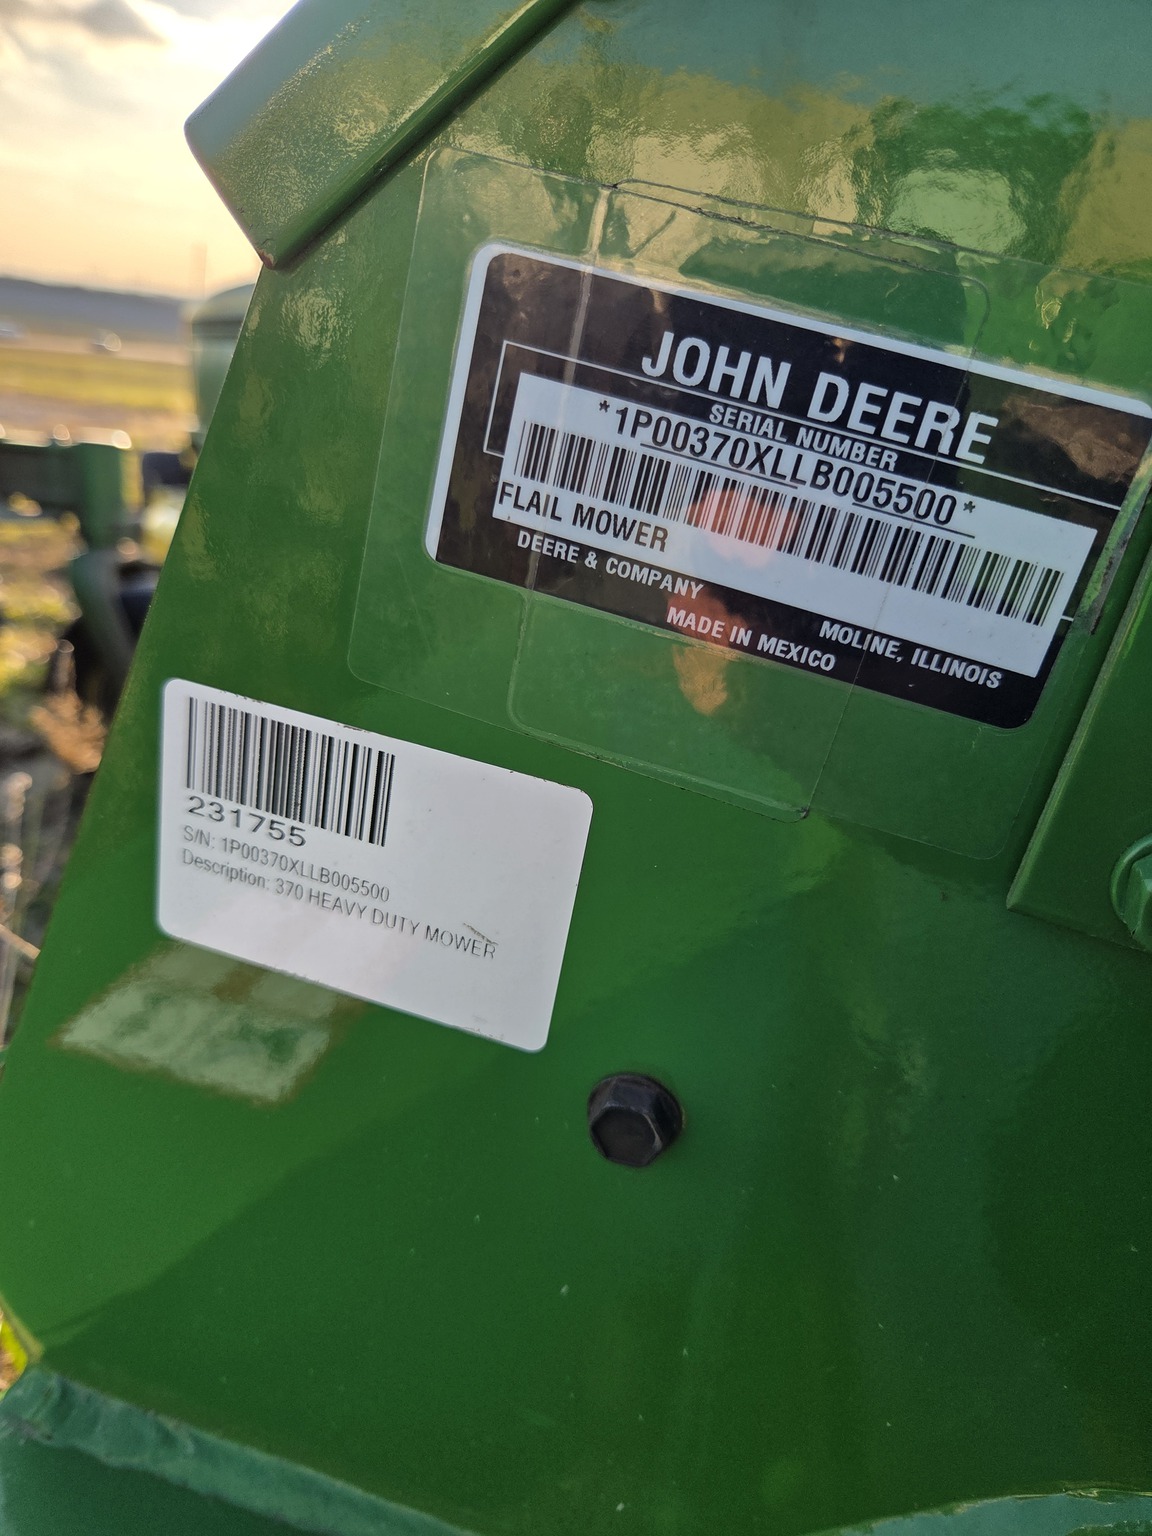 JOHN DEERE
SERIAL NUMBER
*1P00370XLLB005500*
FLAIL MOWER
DEERE & COMPANY MOLINE, ILLINOIS
MADE IN MEXICO
231755
S/N: 1P00370XLLB005500
Description: 370 HEAVY DUTY MOWER